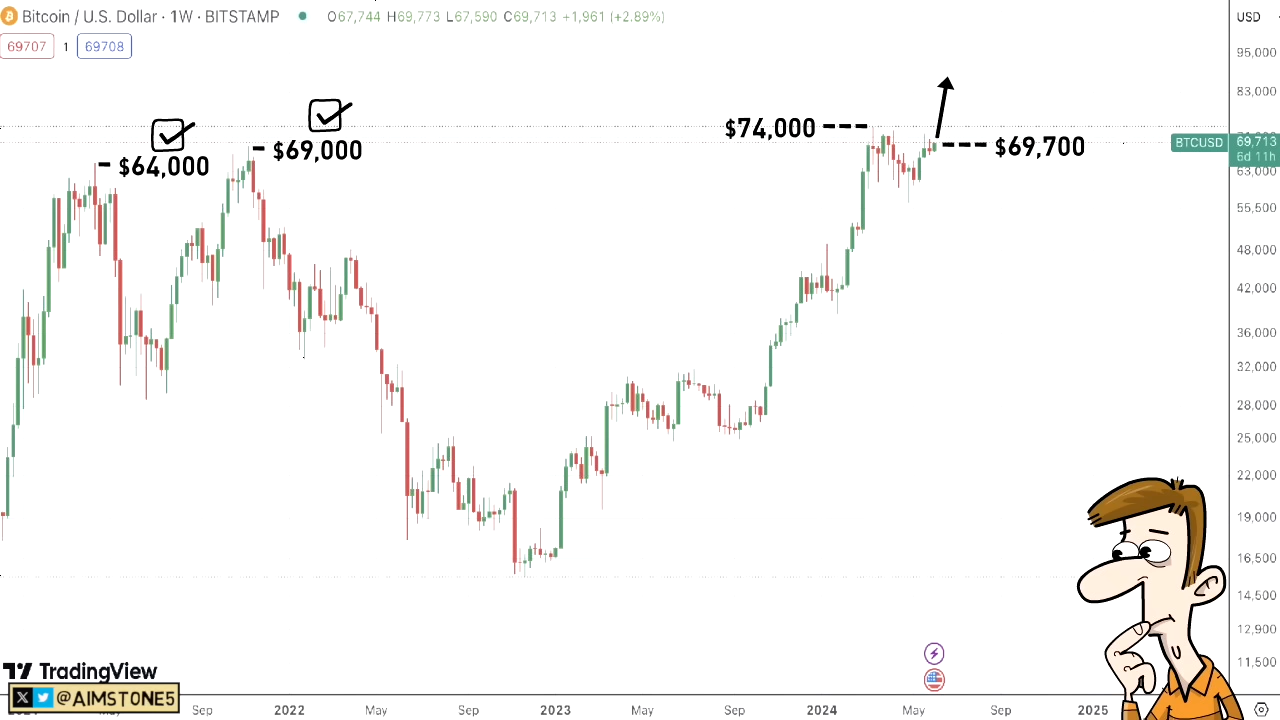 Bitcoin / U.S. Dollar · 1W · BITSTAMP
O67,744 H69,773 L67,590 C69,713 +1,961 (+2.89%)
USD
69707 1 69708
95,000
83,000
$64,000
$69,000
$74,000
$69,700
BTCUSD 69,713
6d 11h
63,000
55,500
48,000
42,000
36,000
32,000
28,000
25,000
22,000
19,000
16,500
14,500
12,900
11,500
TradingView
@AIMSTONE5
Sep 2022 May Sep 2023 May Sep 2024 May Sep 2025